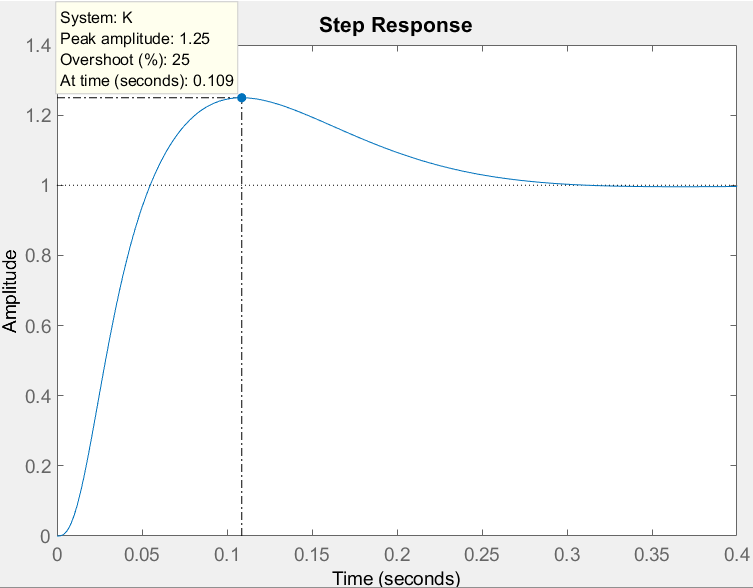 System: K
Peak amplitude: 1.25
Overshoot (%): 25
At time (seconds): 0.109
Step Response
1.4
1.2
1
0.8
0.6
0.4
0.2
0
Amplitude
0 0.05 0.1 0.15 0.2 0.25 0.3 0.35 0.4
Time (seconds)